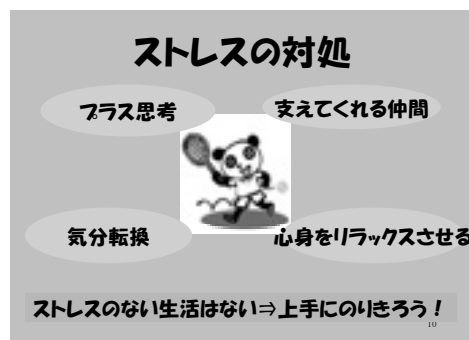 ストレスの対処
プラス思考
支えてくれる仲間
気分転換
心身をリラックスさせる
ストレスのない生活はない⇒上手にのりきろう！
10